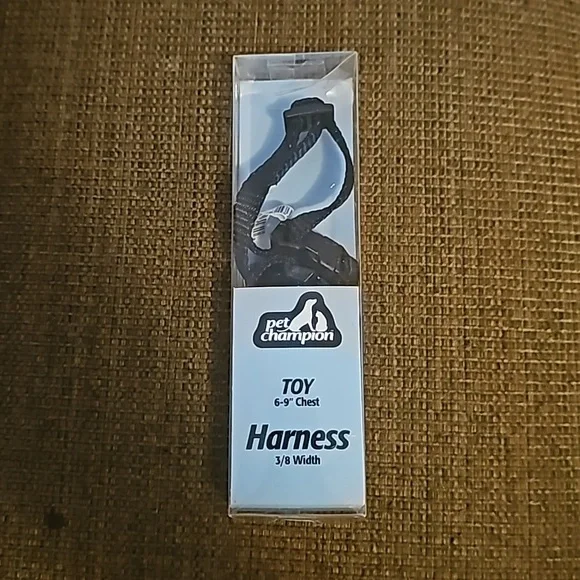 pet
champion
TOY
6-9" Chest
Harness
3/8 Width